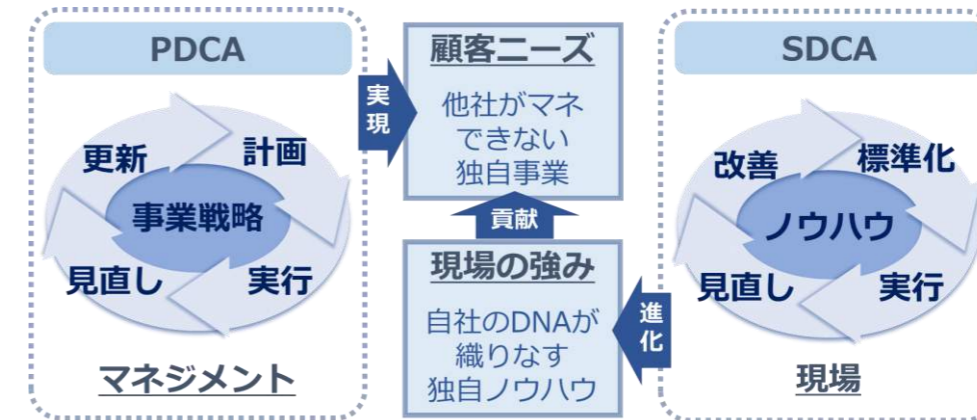 PDCA
更新
計画
事業戦略
見直し
実行
マネジメント
実現
顧客ニーズ
他社がマネ
できない
独自事業
貢献
現場の強み
自社のDNAが
織りなす
独自ノウハウ
進化
SDCA
改善
標準化
ノウハウ
見直し
実行
現場